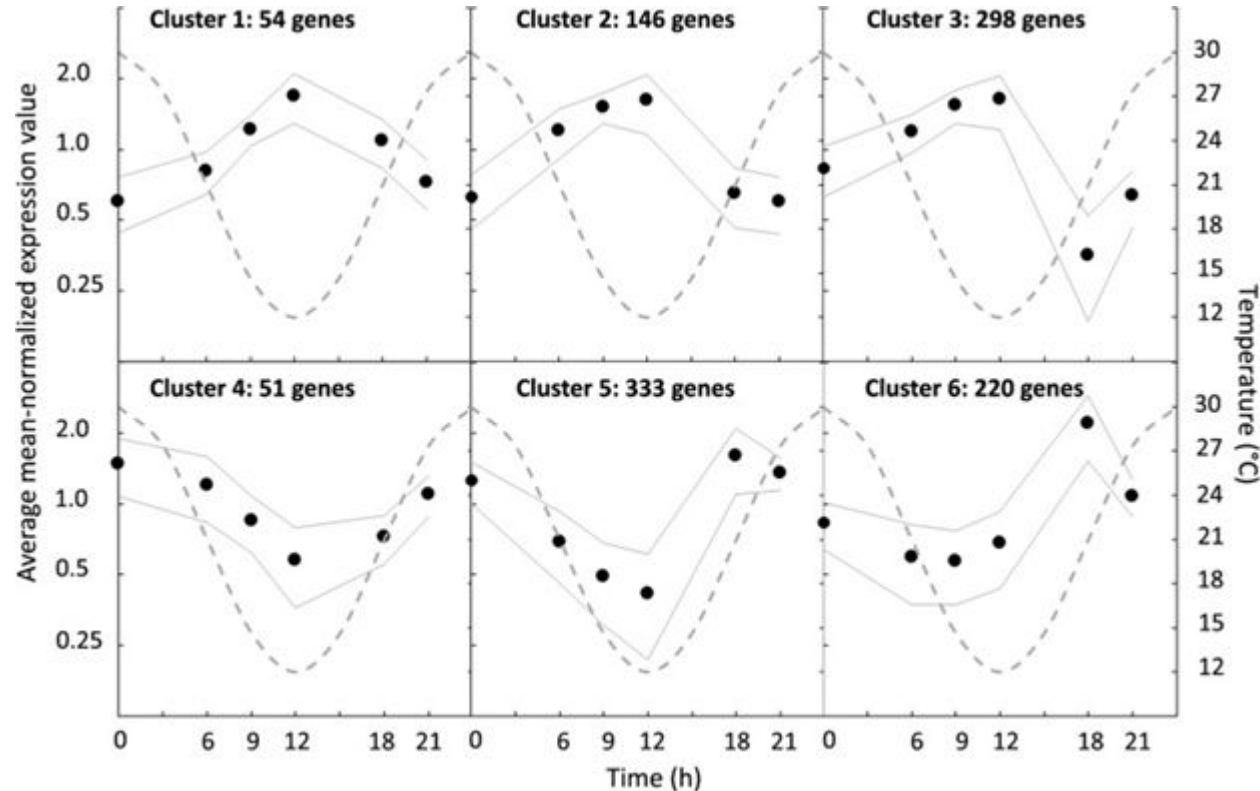 Cluster 1: 54 genes
Cluster 2: 146 genes
Cluster 3: 298 genes
2.0
1.0
0.5
0.25
30
27
24
21
18
15
12
Cluster 4: 51 genes
Cluster 5: 333 genes
Cluster 6: 220 genes
2.0
1.0
0.5
0.25
30
27
24
21
18
15
12
Average mean-normalized expression value
Temperature (°C)
0 6 9 12 18 21 0 6 9 12 18 21 0 6 9 12 18 21
Time (h)